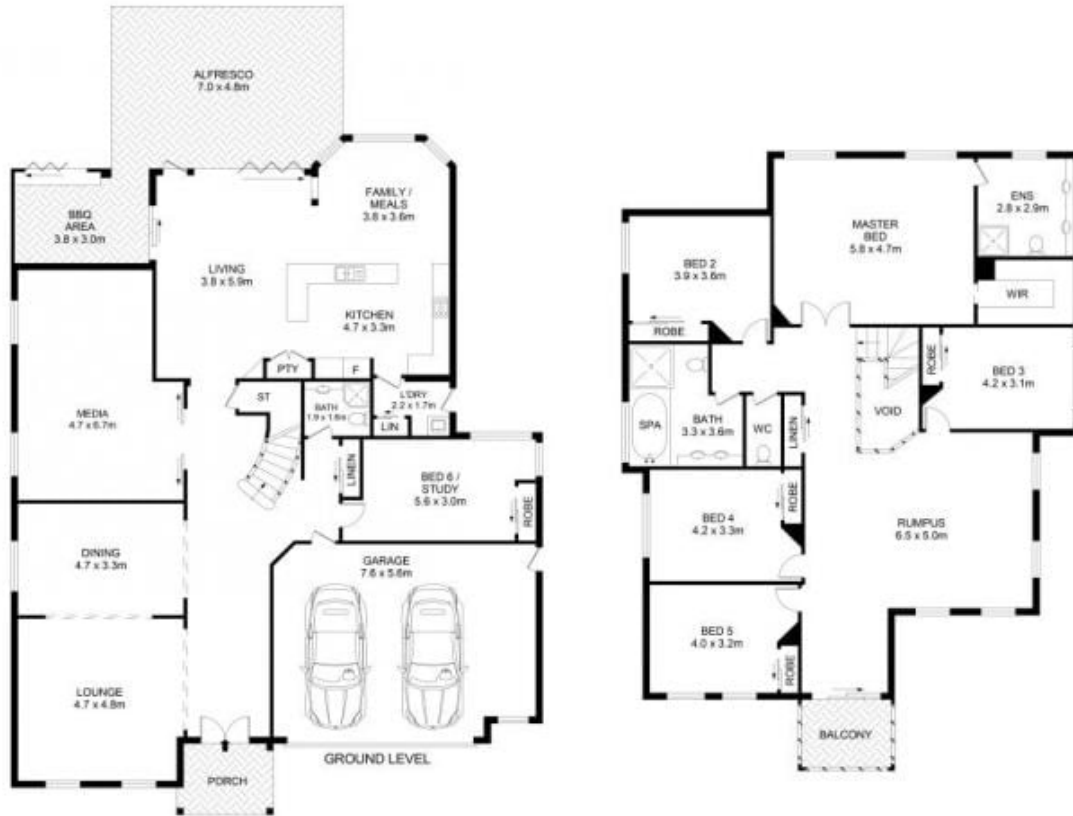 ALFRESCO
7.0 x 4.8m
BBQ
AREA
3.8 x 3.0m
FAMILY /
MEALS
3.8 x 3.6m
LIVING
3.8 x 5.9m
KITCHEN
4.7 x 3.3m
PTY
F
ST
BATH
1.9 x 1.6m
L'DRY
2.2 x 1.7m
LIN
MEDIA
4.7 x 6.7m
LINEN
BED 6 /
STUDY
5.6 x 3.0m
ROBE
DINING
4.7 x 3.3m
GARAGE
7.6 x 5.6m
LOUNGE
4.7 x 4.8m
PORCH
GROUND LEVEL
MASTER
BED
5.8 x 4.7m
ENS
2.8 x 2.9m
WIR
BED 2
3.9 x 3.6m
ROBE
ROBE
BED 3
4.2 x 3.1m
VOID
SPA
BATH
3.3 x 3.6m
WC
LINEN
BED 4
4.2 x 3.3m
ROBE
RUMPUS
6.5 x 5.0m
BED 5
4.0 x 3.2m
ROBE
BALCONY